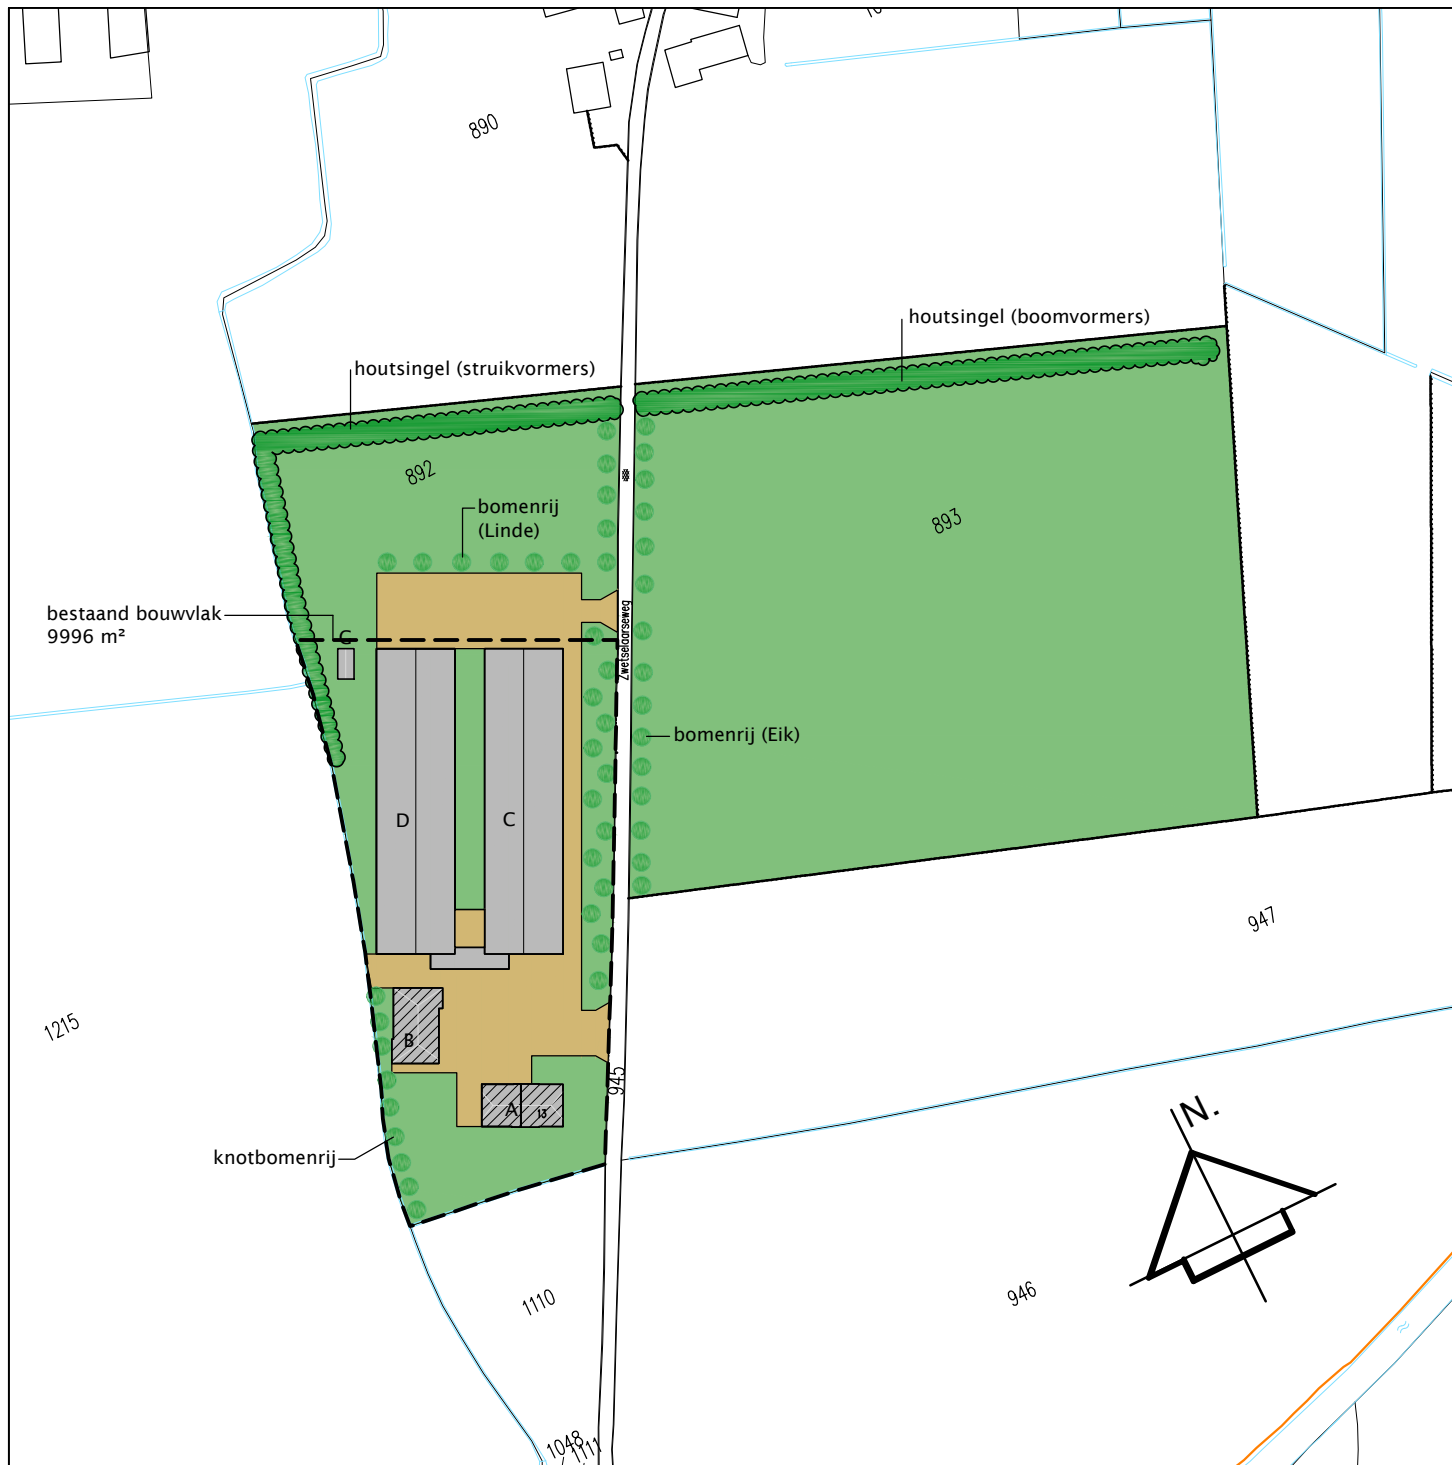 890
houtsingel (boomvormers)
houtsingel (struikvormers)
892
bomenrij
(Linde)
893
bestaand bouwvlak
9996 m²
Zwetselaarseweg
bomenrij (Eik)
D
C
947
1215
B
945
A
13
N.
knotbomenrij
1110
946
1048
1111